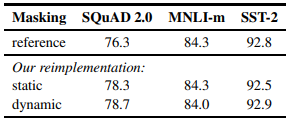 Masking SQuAD 2.0 MNLI-m SST-2
reference 76.3 84.3 92.8
Our reimplementation:
static 78.3 84.3 92.5
dynamic 78.7 84.0 92.9